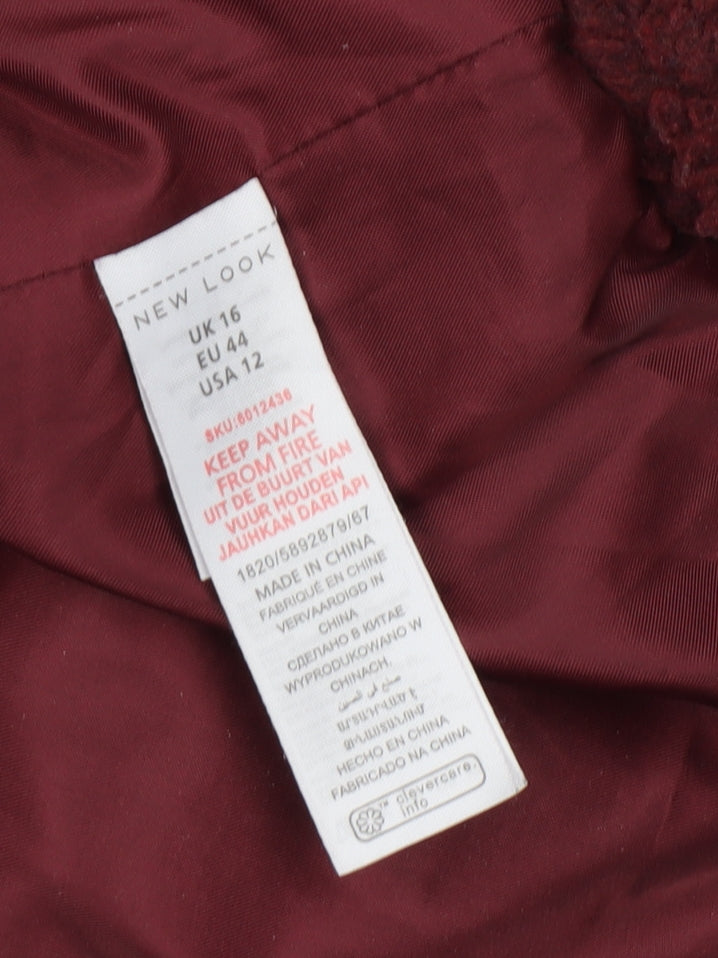 NEW LOOK
UK 16
EU 44
USA 12
SKU:6012436
KEEP AWAY
FROM FIRE
UIT DE BUURT VAN
VUUR HOUDEN
JAUHKAN DARI API
1820/5892879/67
MADE IN CHINA
FABRIQUÉ EN CHINE
VERVAARDIGD IN
CHINA
СДЕЛАНО В КИТАЕ
WYPRODUKOWANO W
CHINACH.
صنع في الصين
HECHO EN CHINA
FABRICADO NA CHINA
clevercare.
info